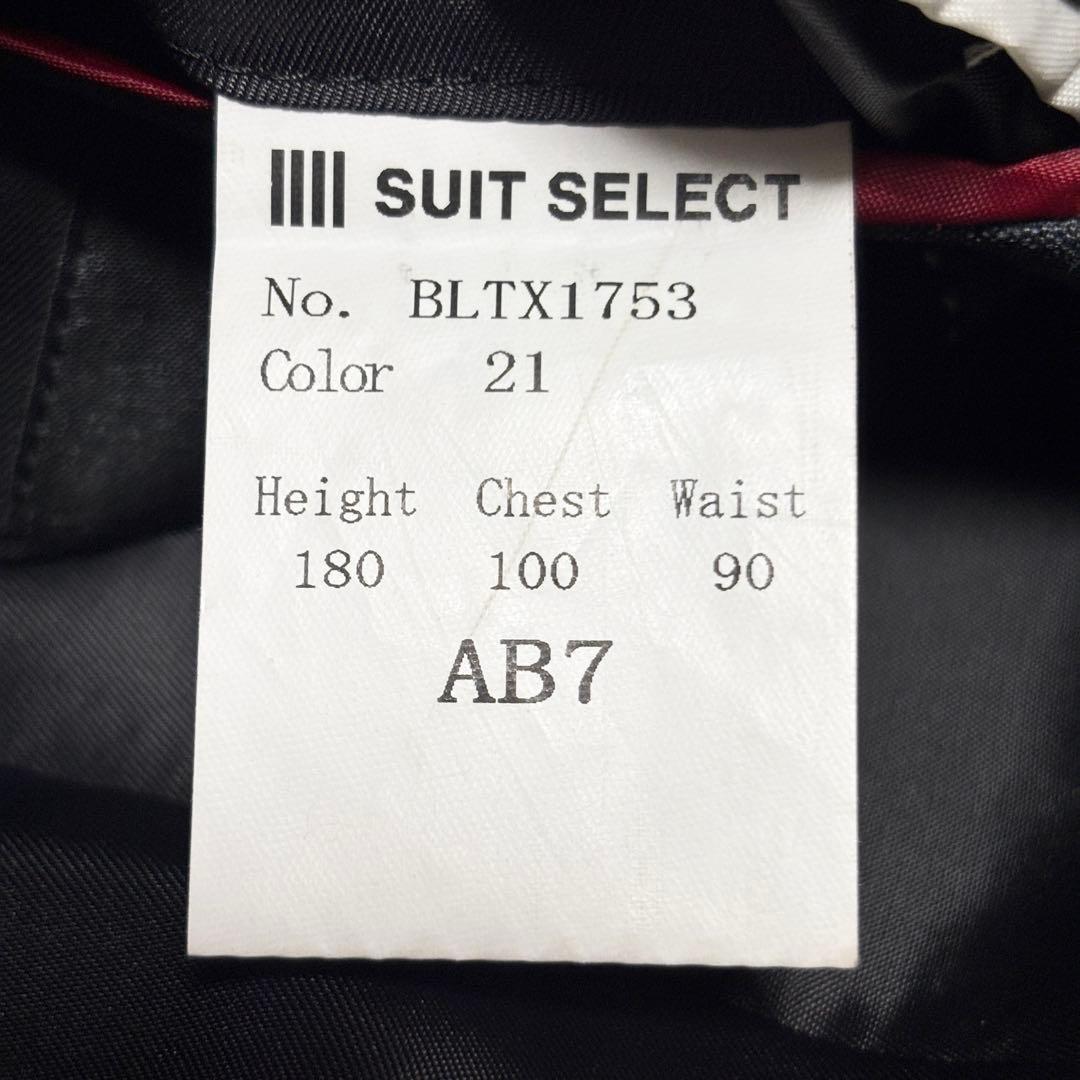 SUIT SELECT
No. BLTX1753
Color 21
Height Chest Waist
180 100 90
AB7